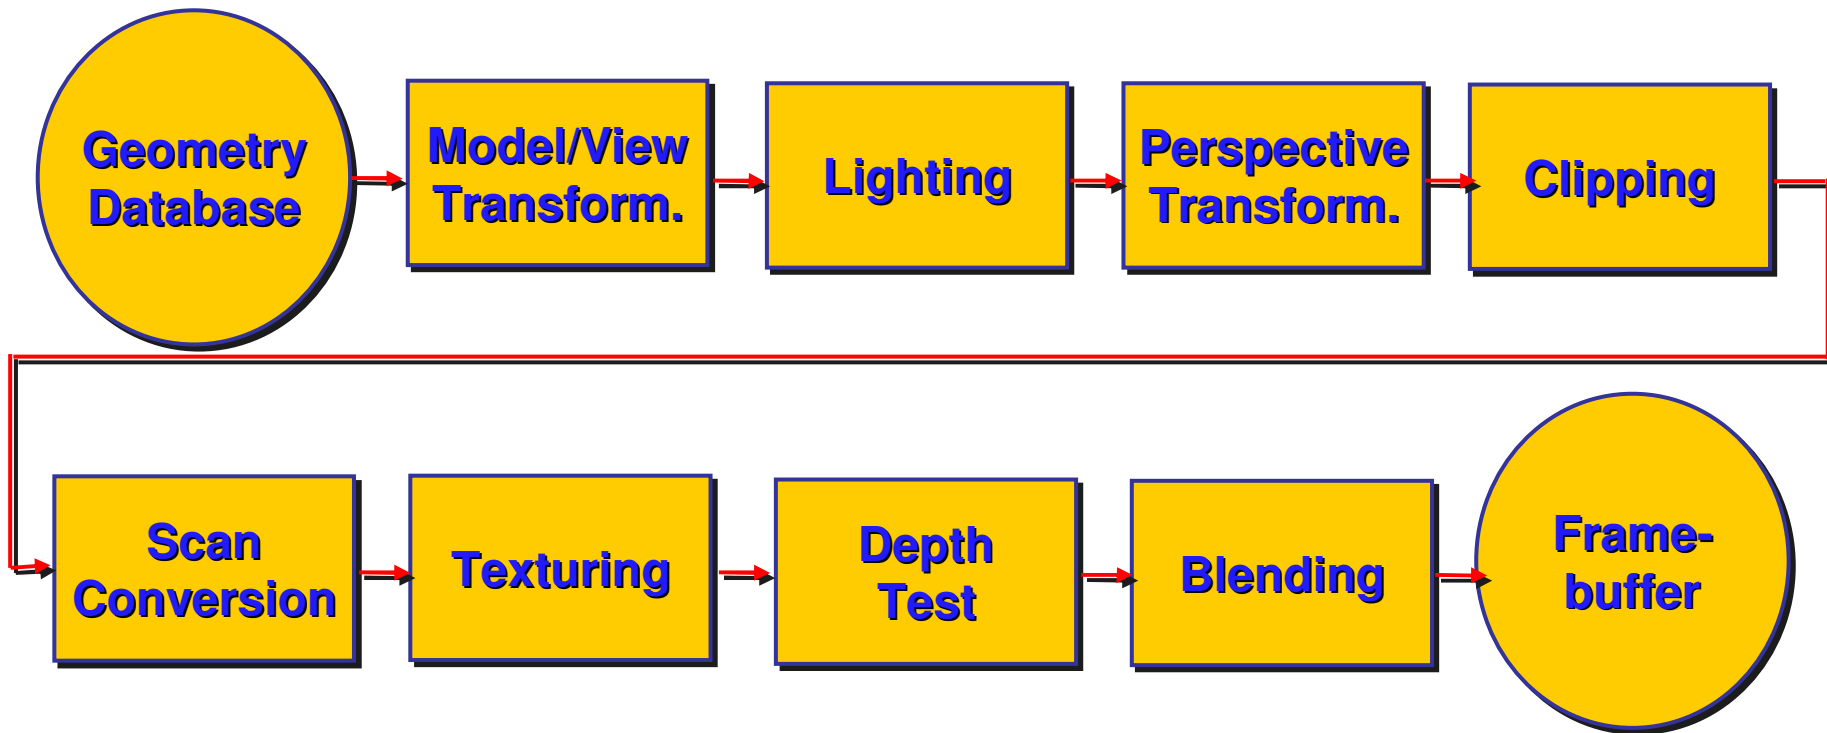 Geometry
Database
Model/View
Transform.
Lighting
Perspective
Transform.
Clipping
Scan
Conversion
Texturing
Depth
Test
Blending
Frame-
buffer